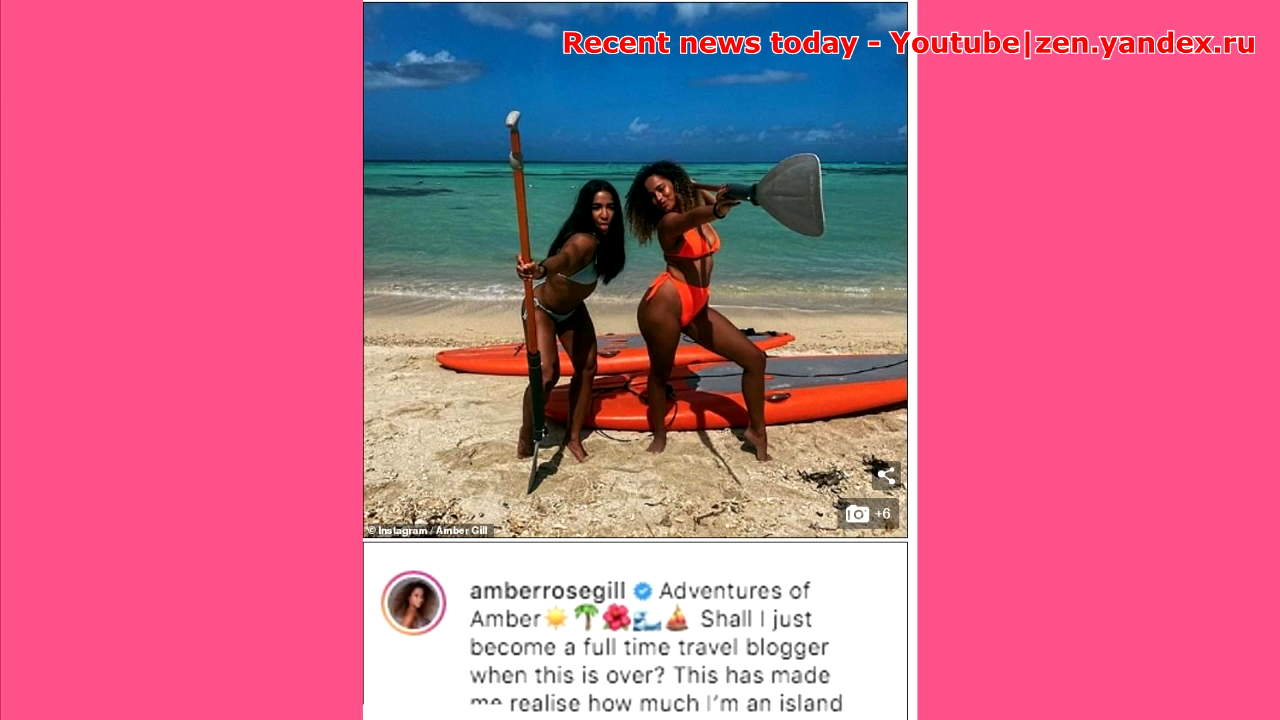 Recent news today - Youtube|zen.yandex.ru
+6
© Instagram / Amber Gill
amberrosegill Adventures of
Amber☀️🌴🌺🌊⛵ Shall I just
become a full time travel blogger
when this is over? This has made
me realise how much I'm an island